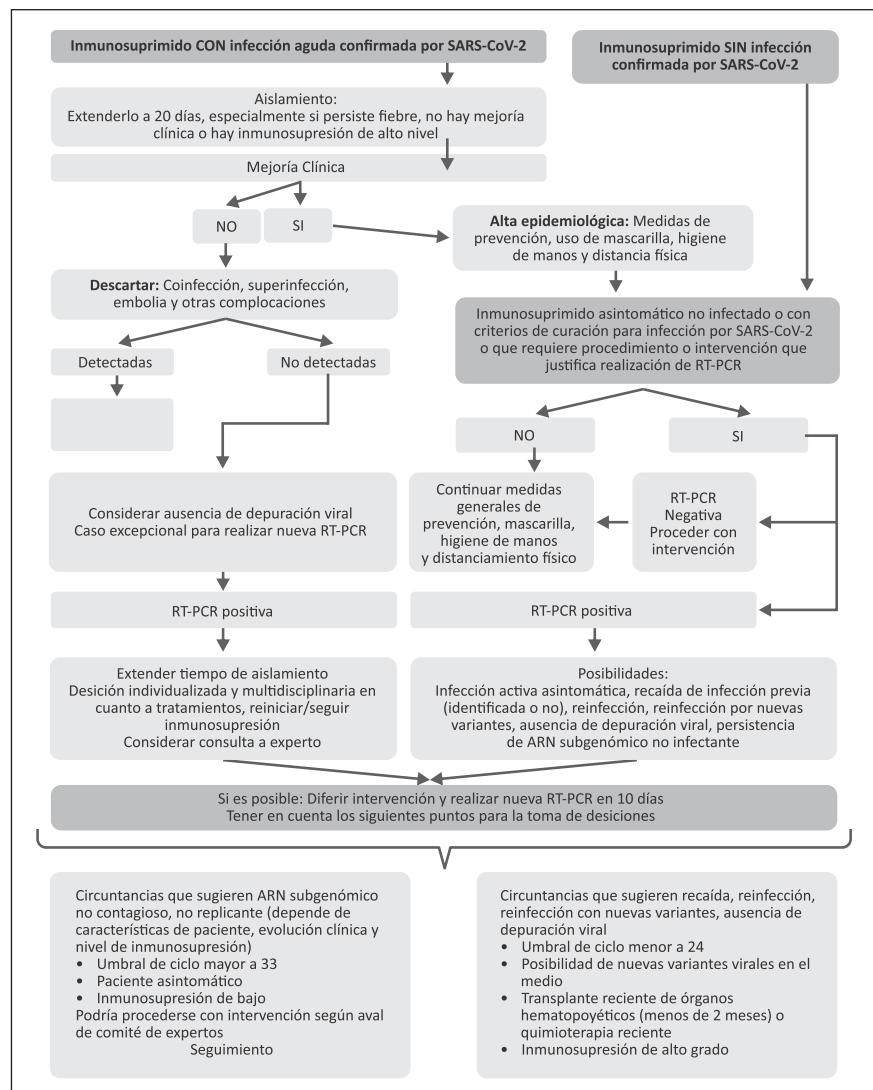 Inmunosuprimido CON infección aguda confirmada por SARS-CoV-2
Inmunosuprimido SIN infección
confirmada por SARS-CoV-2
Aislamiento:
Extenderlo a 20 días, especialmente si persiste fiebre, no hay mejoría
clínica o hay inmunosupresión de alto nivel
Mejoría Clínica
NO
SI
Alta epidemiológica: Medidas de
prevención, uso de mascarilla, higiene
de manos y distancia física
Descartar: Coinfección, superinfección,
embolia y otras complocaciones
Inmunosuprimido asintomático no infectado o con
criterios de curación para infección por SARS-CoV-2
o que requiere procedimiento o intervención que
justifica realización de RT-PCR
Detectadas
No detectadas
NO
SI
Considerar ausencia de depuración viral
Caso excepcional para realizar nueva RT-PCR
Continuar medidas
generales de
prevención, mascarilla,
higiene de manos
y distanciamiento físico
RT-PCR
Negativa
Proceder con
intervención
RT-PCR positiva
RT-PCR positiva
Extender tiempo de aislamiento
Desición individualizada y multidisciplinaria en
cuanto a tratamientos, reiniciar/seguir
inmunosupresión
Considerar consulta a experto
Posibilidades:
Infección activa asintomática, recaída de infección previa
(identificada o no), reinfección, reinfección por nuevas
variantes, ausencia de depuración viral, persistencia
de ARN subgenómico no infectante
Si es posible: Diferir intervención y realizar nueva RT-PCR en 10 días
Tener en cuenta los siguientes puntos para la toma de desiciones
Circuntancias que sugieren ARN subgenómico
no contagioso, no replicante (depende de
características de paciente, evolución clínica y
nivel de inmunosupresión)
• Umbral de ciclo mayor a 33
• Paciente asintomático
• Inmunosupresión de bajo
Podría procederse con intervención según aval
de comité de expertos
Seguimiento
Circuntancias que sugieren recaída, reinfección,
reinfección con nuevas variantes, ausencia de
depuración viral
• Umbral de ciclo menor a 24
• Posibilidad de nuevas variantes virales en el
medio
• Transplante reciente de órganos
hematopoyéticos (menos de 2 meses) o
quimioterapia reciente
• Inmunosupresión de alto grado